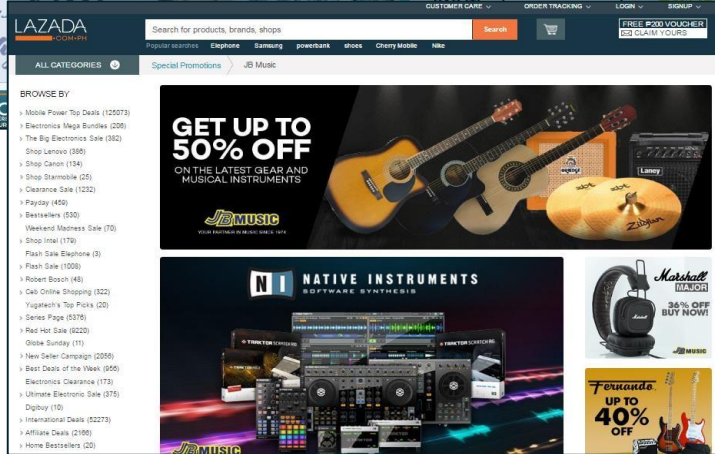 CUSTOMER CARE
ORDER TRACKING
LOGIN
SIGNUP
LAZADA
.COM.PH
Search for products, brands, shops
Search
FREE ₱200 VOUCHER
CLAIM YOURS
Popular searches Elephone Samsung powerbank shoes Cherry Mobile Nike
ALL CATEGORIES
Special Promotions
JB Music
BROWSE BY
Mobile Power Top Deals (125073)
Electronics Mega Bundles (206)
The Big Electronics Sale (382)
Shop Lenovo (386)
Shop Canon (134)
Shop Starmobile (25)
Clearance Sale (1232)
Payday (459)
Bestsellers (530)
Weekend Madness Sale (70)
Shop Intel (179)
Flash Sale Elephone (3)
Flash Sale (1008)
Robert Bosch (48)
Ceb Online Shopping (322)
Yugatech's Top Picks (20)
Series Page (5376)
Red Hot Sale (9220)
Globe Sunday (11)
New Seller Campaign (2056)
Best Deals of the Week (956)
Electronics Clearance (173)
Ultimate Electronic Sale (375)
Digibuy (10)
International Deals (52273)
Affiliate Deals (2166)
Home Bestsellers (20)
GET UP TO
50% OFF
ON THE LATEST GEAR AND
MUSICAL INSTRUMENTS
JB MUSIC
YOUR PARTNER IN MUSIC SINCE 1974
Laney
Zildjian
NI NATIVE INSTRUMENTS
SOFTWARE SYNTHESIS
TRAKTOR SCRATCH
TRAKTOR SCRATCH
JB MUSIC
Marshall
MAJOR
36% OFF
BUY NOW!
Marshall
JB MUSIC
Fernando
UP TO
40%
OFF